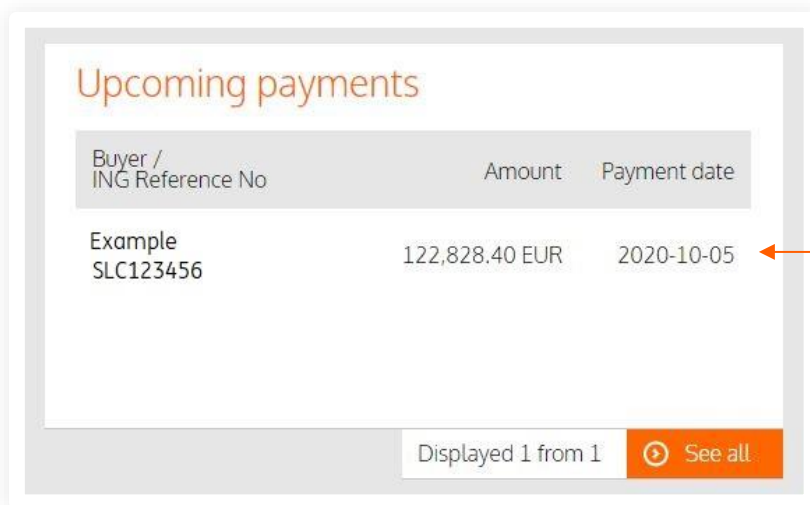 Upcoming payments
Buyer /
ING Reference No
Amount
Payment date
Example
SLC123456
122,828.40 EUR
2020-10-05
Displayed 1 from 1
See all